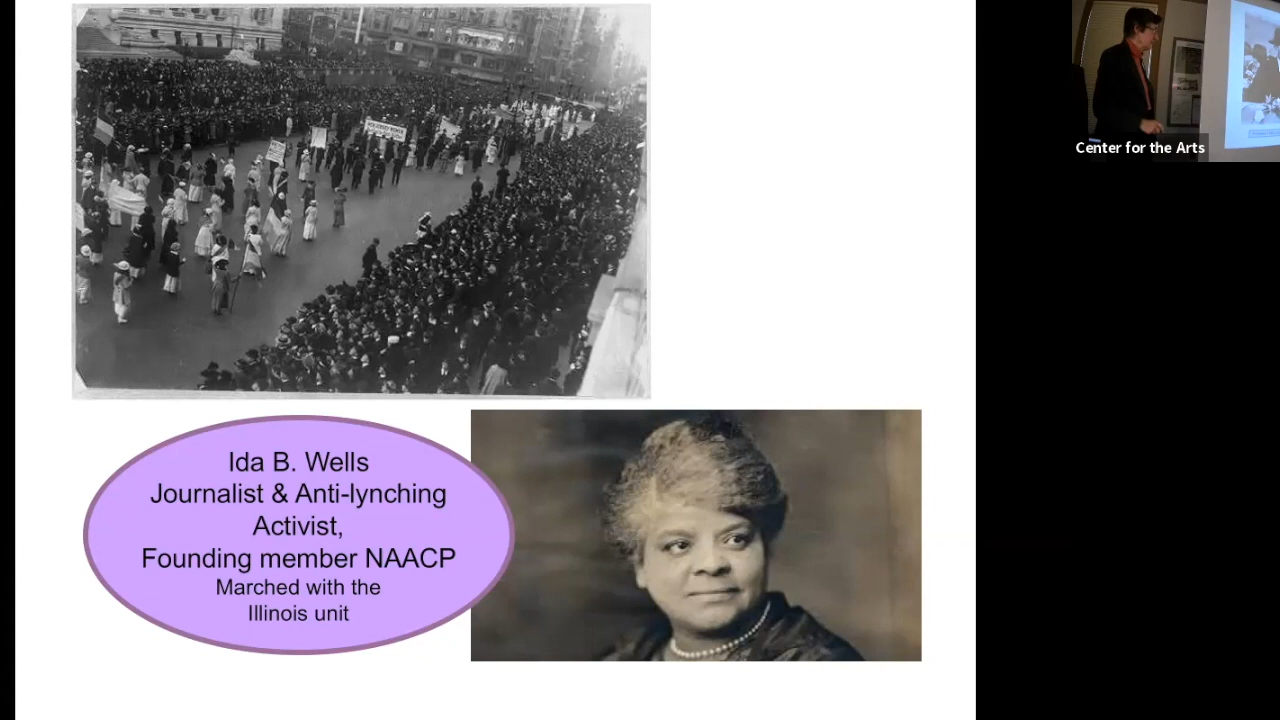 Center for the Arts
Ida B. Wells
Journalist & Anti-lynching
Activist,
Founding member NAACP
Marched with the
Illinois unit